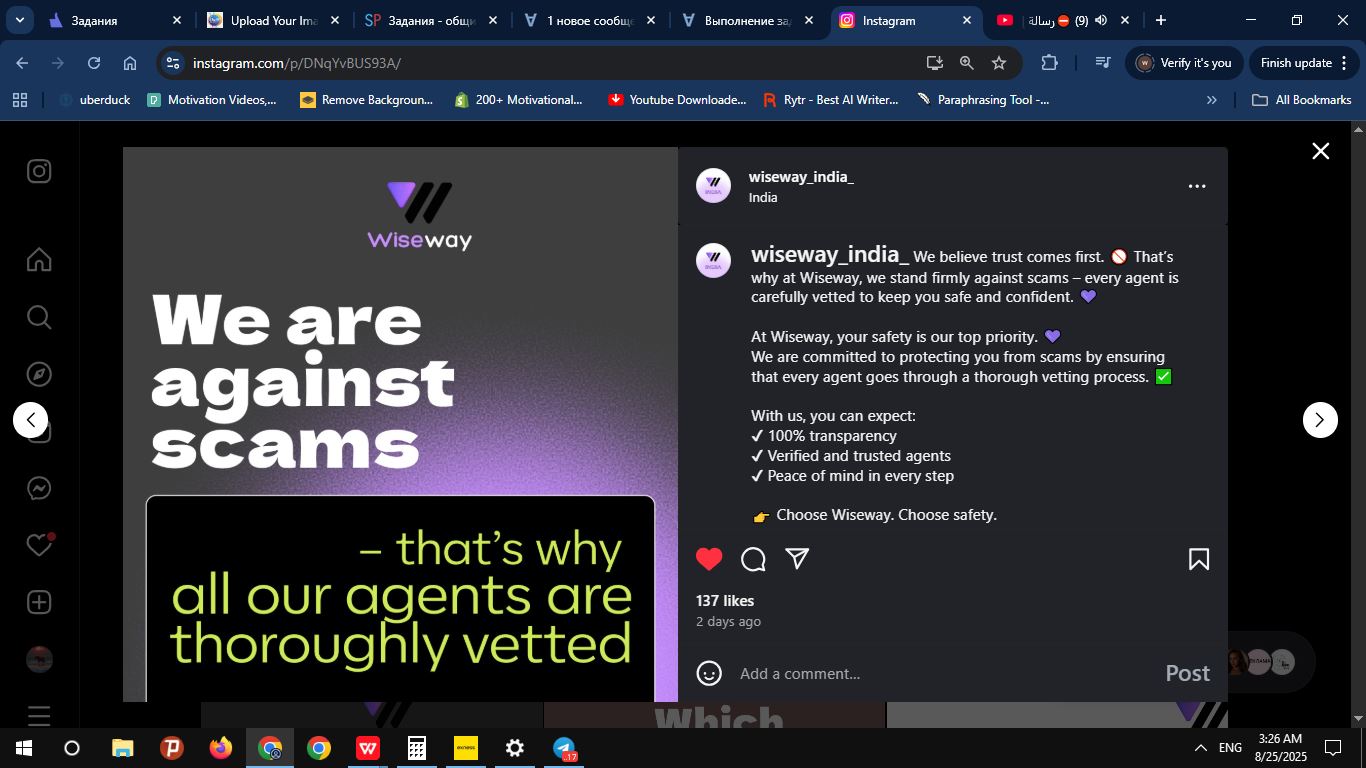 Задания
Upload Your Ima
SP Задания - общи
1 новое сообще
Выполнение зад
Instagram
(9) رسالة
instagram.com/p/DNqYvBUS93A/
W
Verify it's you
Finish update
uberduck
Motivation Videos,...
Remove Backgroun...
200+ Motivational...
Youtube Downloade...
Rytr - Best AI Writer...
Paraphrasing Tool -...
All Bookmarks
Wiseway
We are
against
scams
– that's why
all our agents are
thoroughly vetted
wiseway_india_
India
wiseway_india_ We believe trust comes first. 🚫 That's
why at Wiseway, we stand firmly against scams – every agent is
carefully vetted to keep you safe and confident. 💜
At Wiseway, your safety is our top priority. 💜
We are committed to protecting you from scams by ensuring
that every agent goes through a thorough vetting process. ✅
With us, you can expect:
✓ 100% transparency
✓ Verified and trusted agents
✓ Peace of mind in every step
👉 Choose Wiseway. Choose safety.
137 likes
2 days ago
Add a comment...
Post
Which
exness
.17
ENG
3:26 AM
8/25/2025